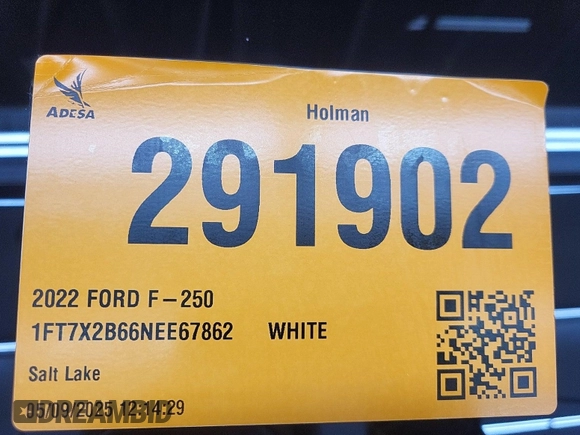 ADESA
Holman
291902
2022 FORD F-250
1FT7X2B66NEE67862 WHITE
Salt Lake
05/09/2025 12:14:29
DREAMBID